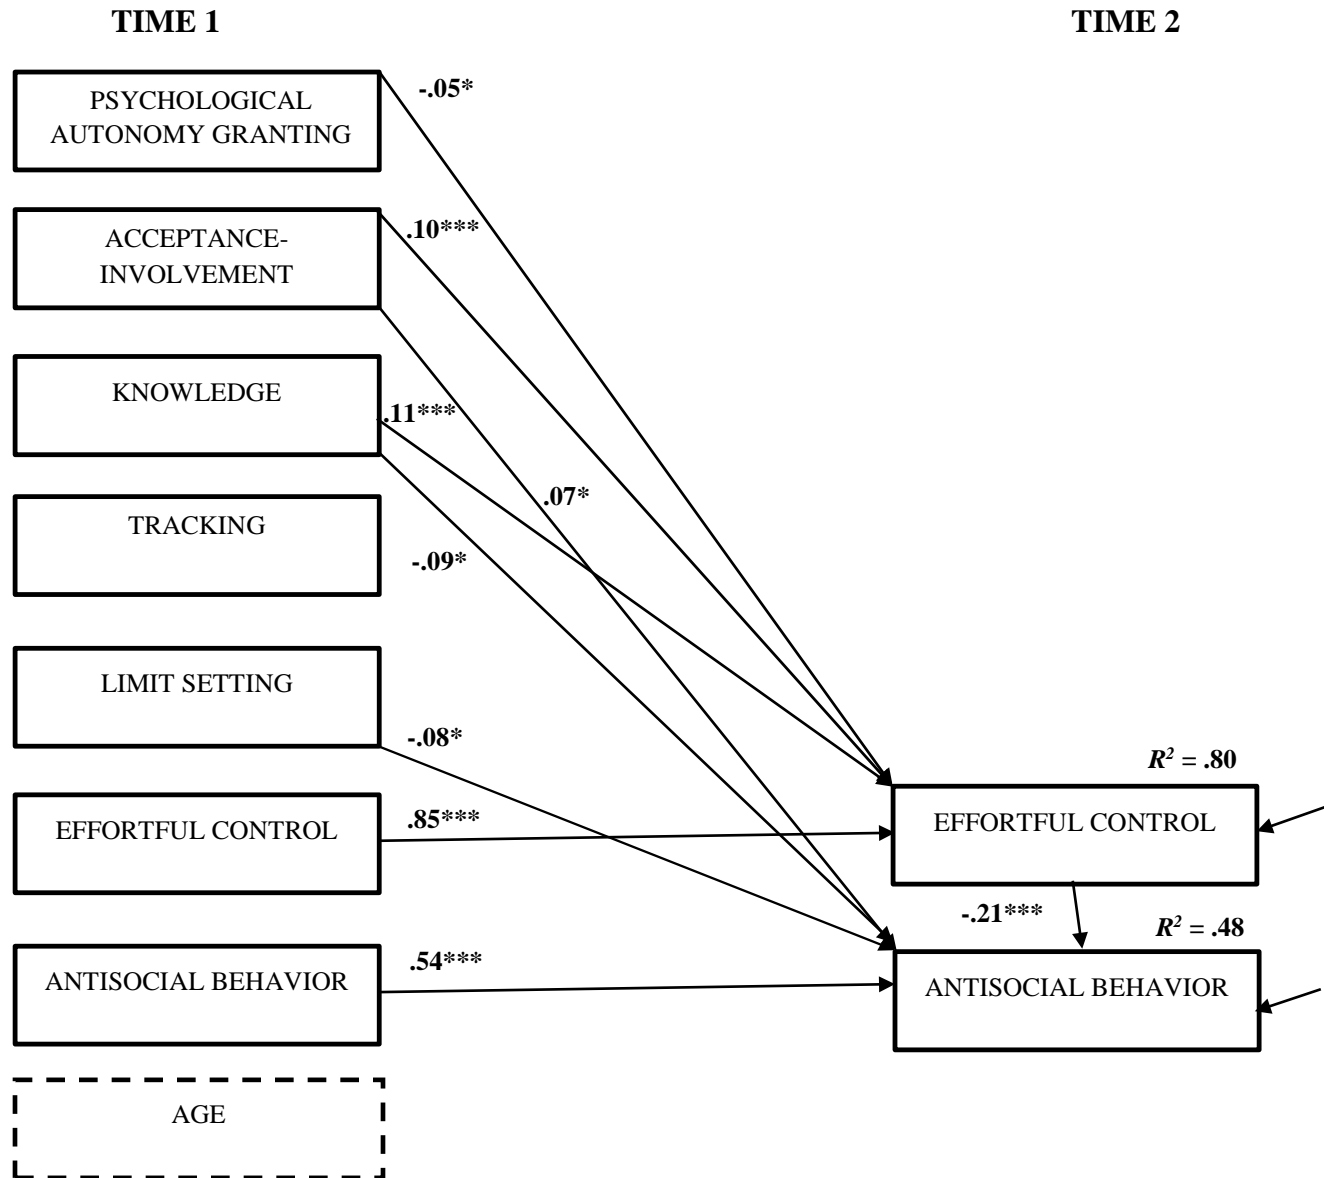 TIME 1
TIME 2
PSYCHOLOGICAL
AUTONOMY GRANTING
-.05*
ACCEPTANCE-
INVOLVEMENT
.10***
KNOWLEDGE
.11***
.07*
TRACKING
-.09*
LIMIT SETTING
-.08*
R² = .80
EFFORTFUL CONTROL
.85***
EFFORTFUL CONTROL
-.21***
R² = .48
ANTISOCIAL BEHAVIOR
.54***
ANTISOCIAL BEHAVIOR
AGE